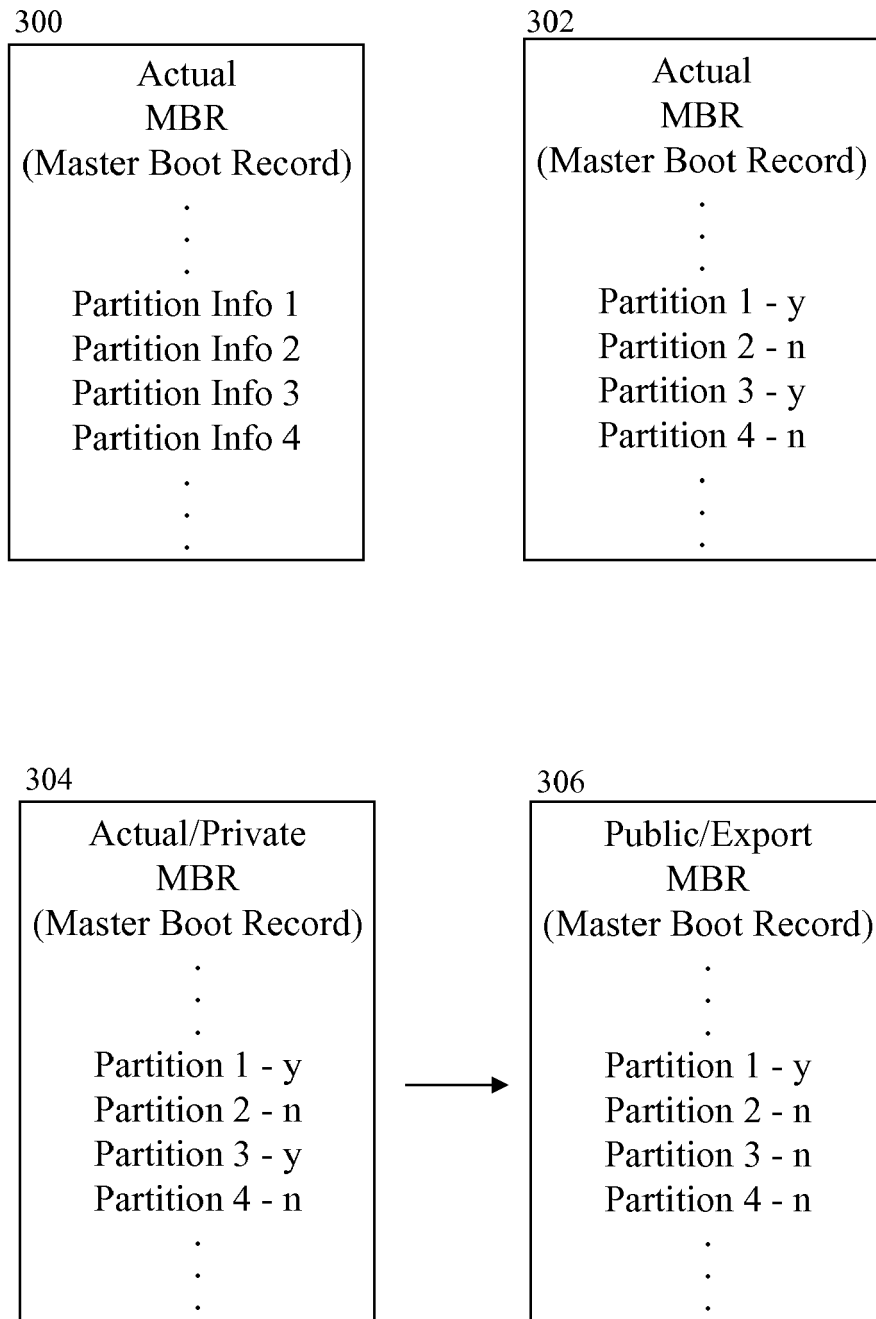 300
Actual
MBR
(Master Boot Record)
.
.
.
Partition Info 1
Partition Info 2
Partition Info 3
Partition Info 4
.
.
.
302
Actual
MBR
(Master Boot Record)
.
.
.
Partition 1 - y
Partition 2 - n
Partition 3 - y
Partition 4 - n
.
.
.
304
Actual/Private
MBR
(Master Boot Record)
.
.
.
Partition 1 - y
Partition 2 - n
Partition 3 - y
Partition 4 - n
.
.
.
306
Public/Export
MBR
(Master Boot Record)
.
.
.
Partition 1 - y
Partition 2 - n
Partition 3 - n
Partition 4 - n
.
.
.